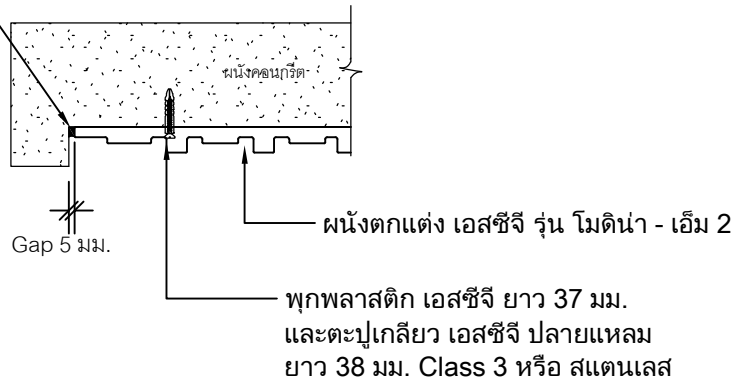 ผนังคอนกรีต
Gap 5 มม.
ผนังตกแต่ง เอสซีจี รุ่น โมดิน่า - เอ็ม 2
พุกพลาสติก เอสซีจี ยาว 37 มม.
และตะปูเกลียว เอสซีจี ปลายแหลม
ยาว 38 มม. Class 3 หรือ สแตนเลส